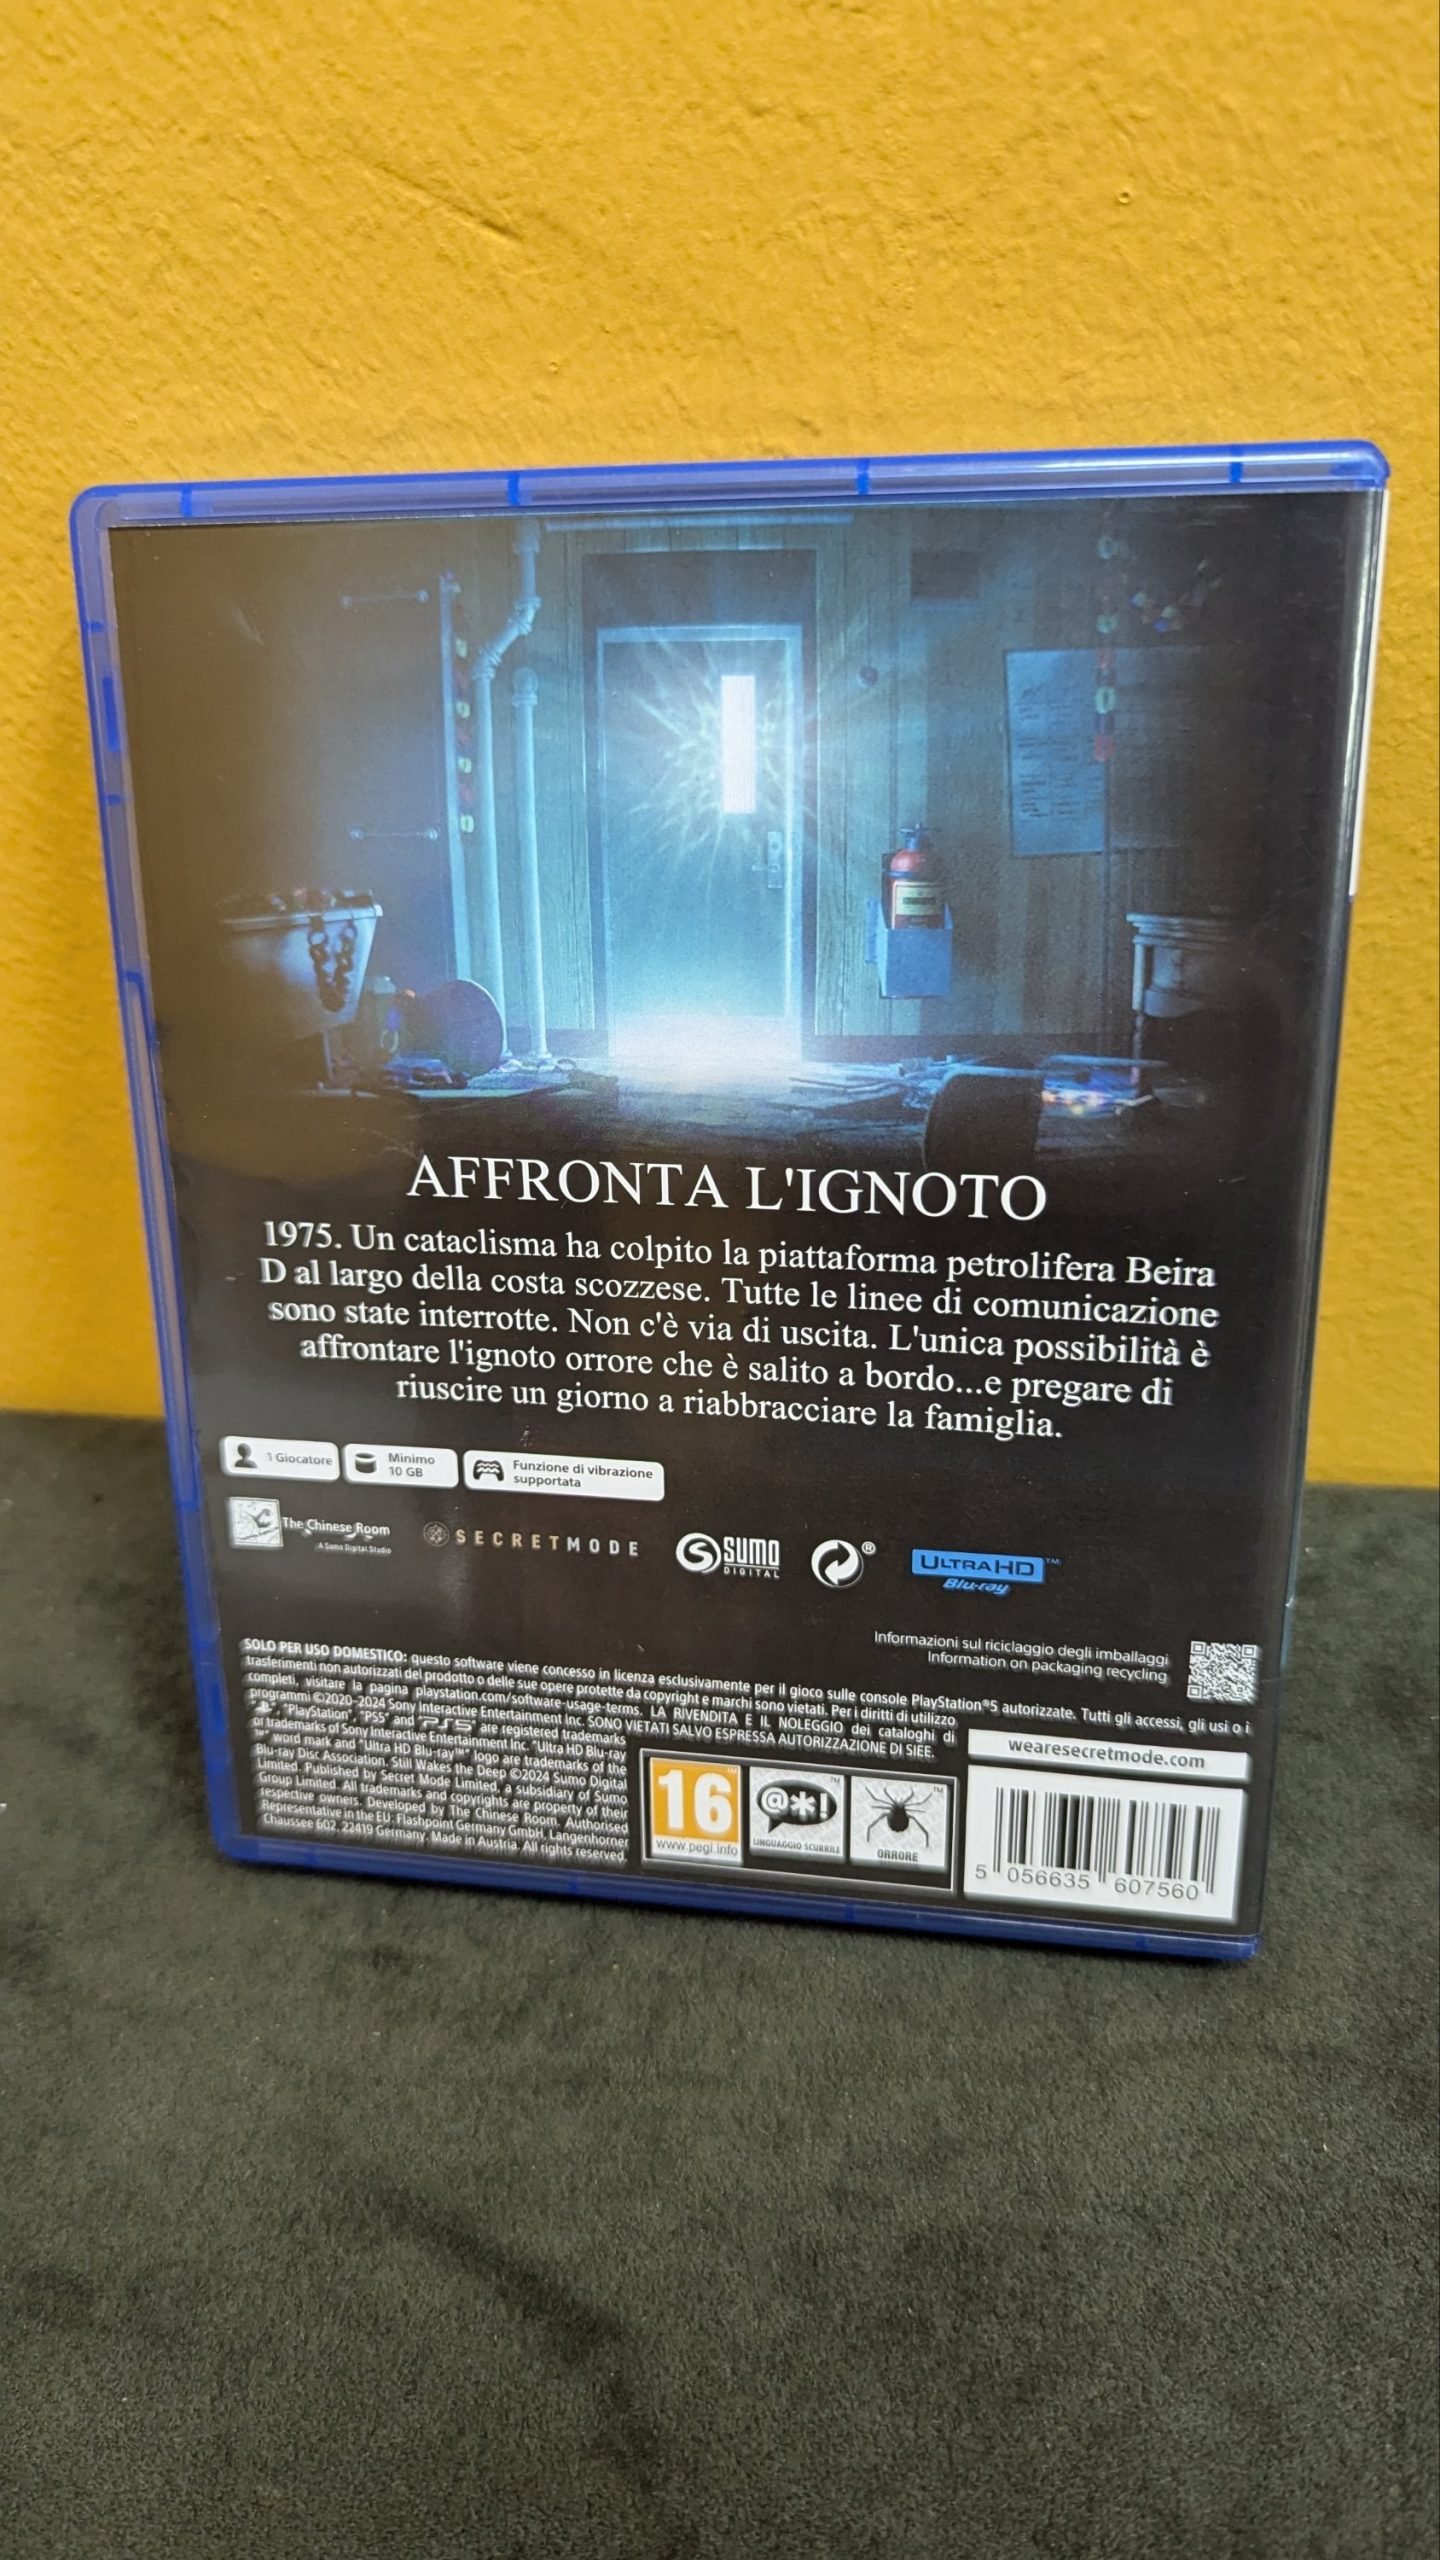 AFFRONTA L'IGNOTO
1975. Un cataclisma ha colpito la piattaforma petrolifera Beira
D al largo della costa scozzese. Tutte le linee di comunicazione
sono state interrotte. Non c'è via di uscita. L'unica possibilità è
affrontare l'ignoto orrore che è salito a bordo...e pregare di
riuscire un giorno a riabbracciare la famiglia.
1 Giocatore
Minimo
10 GB
Funzione di vibrazione
supportata
The Chinese Room
A Sumo Digital Studio
SECRETMODE
SUMO
DIGITAL
®
ULTRA HD™
Blu-ray
Informazioni sul riciclaggio degli imballaggi
Information on packaging recycling
SOLO PER USO DOMESTICO: questo software viene concesso in licenza esclusivamente per il gioco sulle console PlayStation®5 autorizzate. Tutti gli accessi, gli usi o i
trasferimenti non autorizzati del prodotto o delle sue opere protette da copyright e marchi sono vietati. Per i diritti di utilizzo
completi, visitare la pagina playstation.com/software-usage-terms. LA RIVENDITA E IL NOLEGGIO dei cataloghi di
programmi ©2020-2024 Sony Interactive Entertainment Inc. SONO VIETATI SALVO ESPRESSA AUTORIZZAZIONE DI SIEE.
"PlayStation", "PS5" and "PS5" are registered trademarks
or trademarks of Sony Interactive Entertainment Inc. "Ultra HD Blu-ray
™" word mark and "Ultra HD Blu-ray™" logo are trademarks of the
Blu-ray Disc Association. Still Wakes the Deep ©2024 Sumo Digital
Limited. Published by Secret Mode Limited, a subsidiary of Sumo
Group Limited. All trademarks and copyrights are property of their
respective owners. Developed by The Chinese Room. Authorised
Representative in the EU: Flashpoint Germany GmbH, Langenhorner
Chaussee 602, 22419 Germany. Made in Austria. All rights reserved.
16
www.pegi.info
@*!
LINGUAGGIO SCURRILE
ORRORE
wearesecretmode.com
5 056635 607560